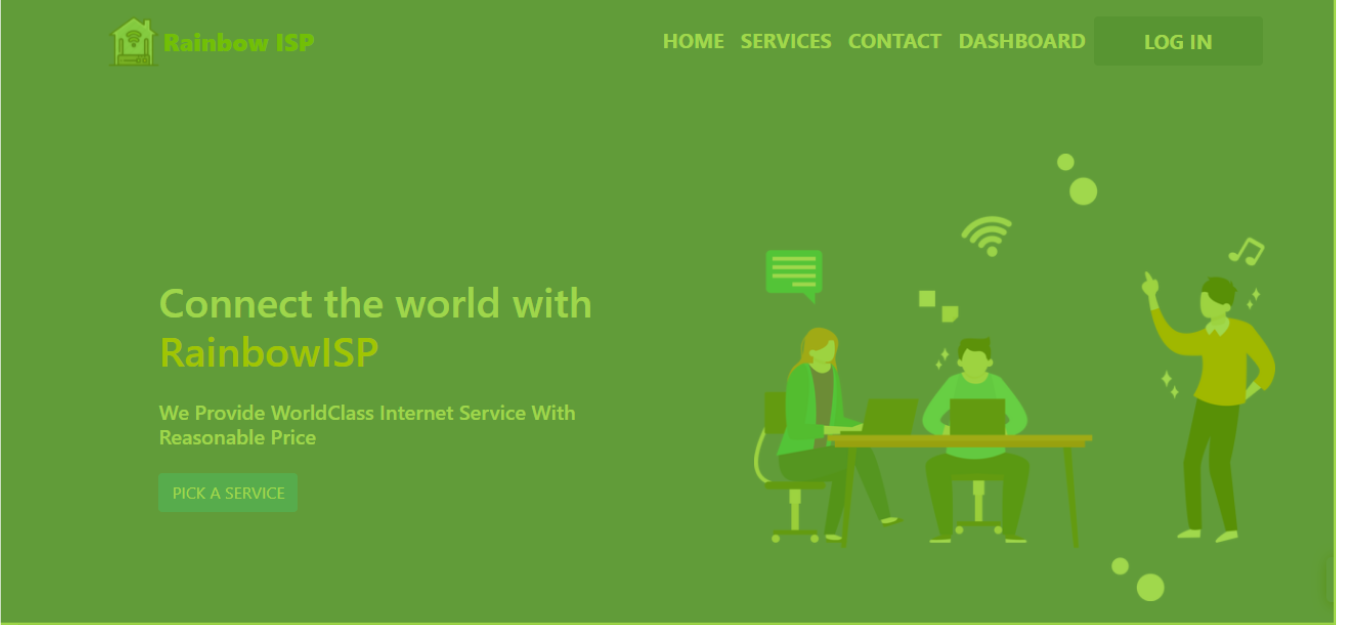 Rainbow ISP
HOME SERVICES CONTACT DASHBOARD LOG IN
Connect the world with
RainbowISP
We Provide WorldClass Internet Service With
Reasonable Price
PICK A SERVICE